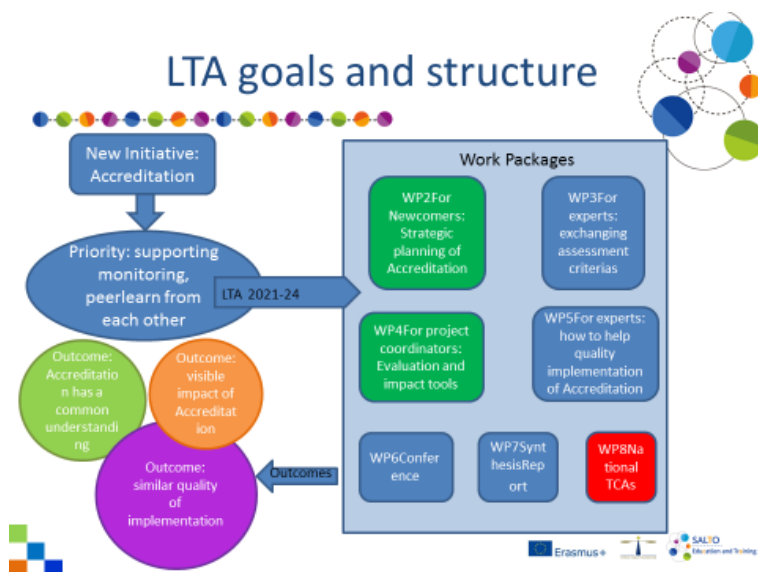 LTA goals and structure
New Initiative:
Accreditation
Priority: supporting
monitoring,
peerlearn from
each other
LTA 2021-24
Outcome:
Accreditatio
n has a
common
understandi
ng
Outcome:
visible
impact of
Accreditat
ion
Outcome:
similar quality
of
implementation
Outcomes
Work Packages
WP2For
Newcomers:
Strategic
planning of
Accreditation
WP3For
experts:
exchanging
assessment
criterias
WP4For project
coordinators:
Evaluation and
impact tools
WP5For experts:
how to help
quality
implementation
of Accreditation
WP6Confer
ence
WP7Synt
hesisRep
ort
WP8Na
tional
TCAs
Erasmus+
SALTO
Education and Training